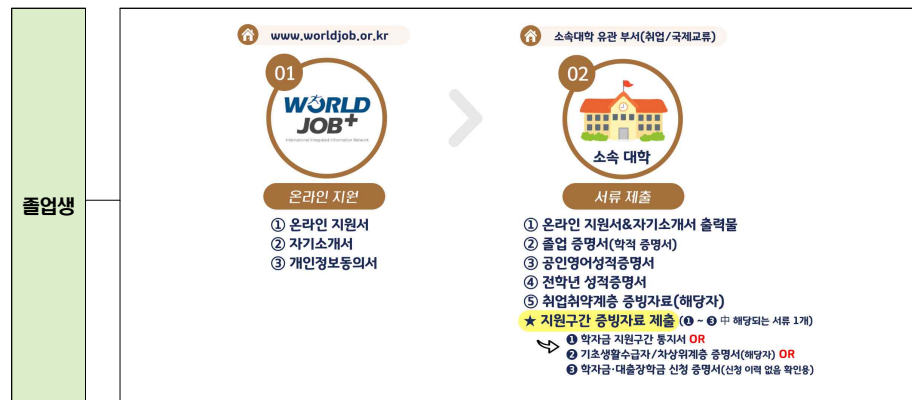 졸업생
www.worldjob.or.kr
01
WORLD
JOB+
International Integrated Information Network
온라인 지원
① 온라인 지원서
② 자기소개서
③ 개인정보동의서
소속대학 유관 부서(취업/국제교류)
02
소속 대학
서류 제출
① 온라인 지원서&자기소개서 출력물
② 졸업 증명서(학적 증명서)
③ 공인영어성적증명서
④ 전학년 성적증명서
⑤ 취업취약계층 증빙자료(해당자)
★ 지원구간 증빙자료 제출 (❶ ~ ❸ 中 해당되는 서류 1개)
❶ 학자금 지원구간 통지서 OR
❷ 기초생활수급자/차상위계층 증명서(해당자) OR
❸ 학자금·대출장학금 신청 증명서(신청 이력 없음 확인용)